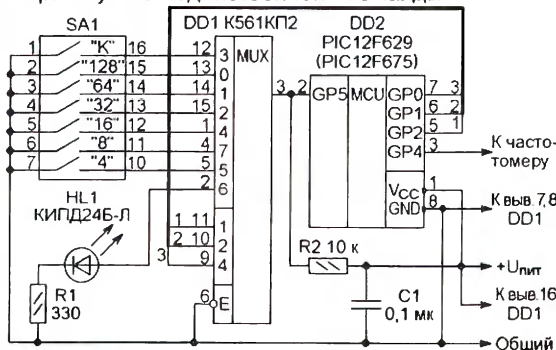 SA1
DD1 К561КП2
DD2
PIC12F629
(PIC12F675)
1 "K" 16 12 3 MUX
2 "128" 15 13 0
3 "64" 14 14 1
4 "32" 13 15 2
5 "16" 12 1 4
6 "8" 11 4 7
7 "4" 10 5 5
2 6
3 2 GP5 MCU GP0 7 3
GP1 6 2
GP2 5 1
GP4 3
К часто-
томеру
Vcc 1
GND 8
К выв. 7,8
DD1
HL1
КИПД24Б-Л
1 11 1
2 10 2
3 9 4
6 E
R1
330
R2 10 к
C1
0,1 мк
+Uпит
К выв. 16
DD1
Общий